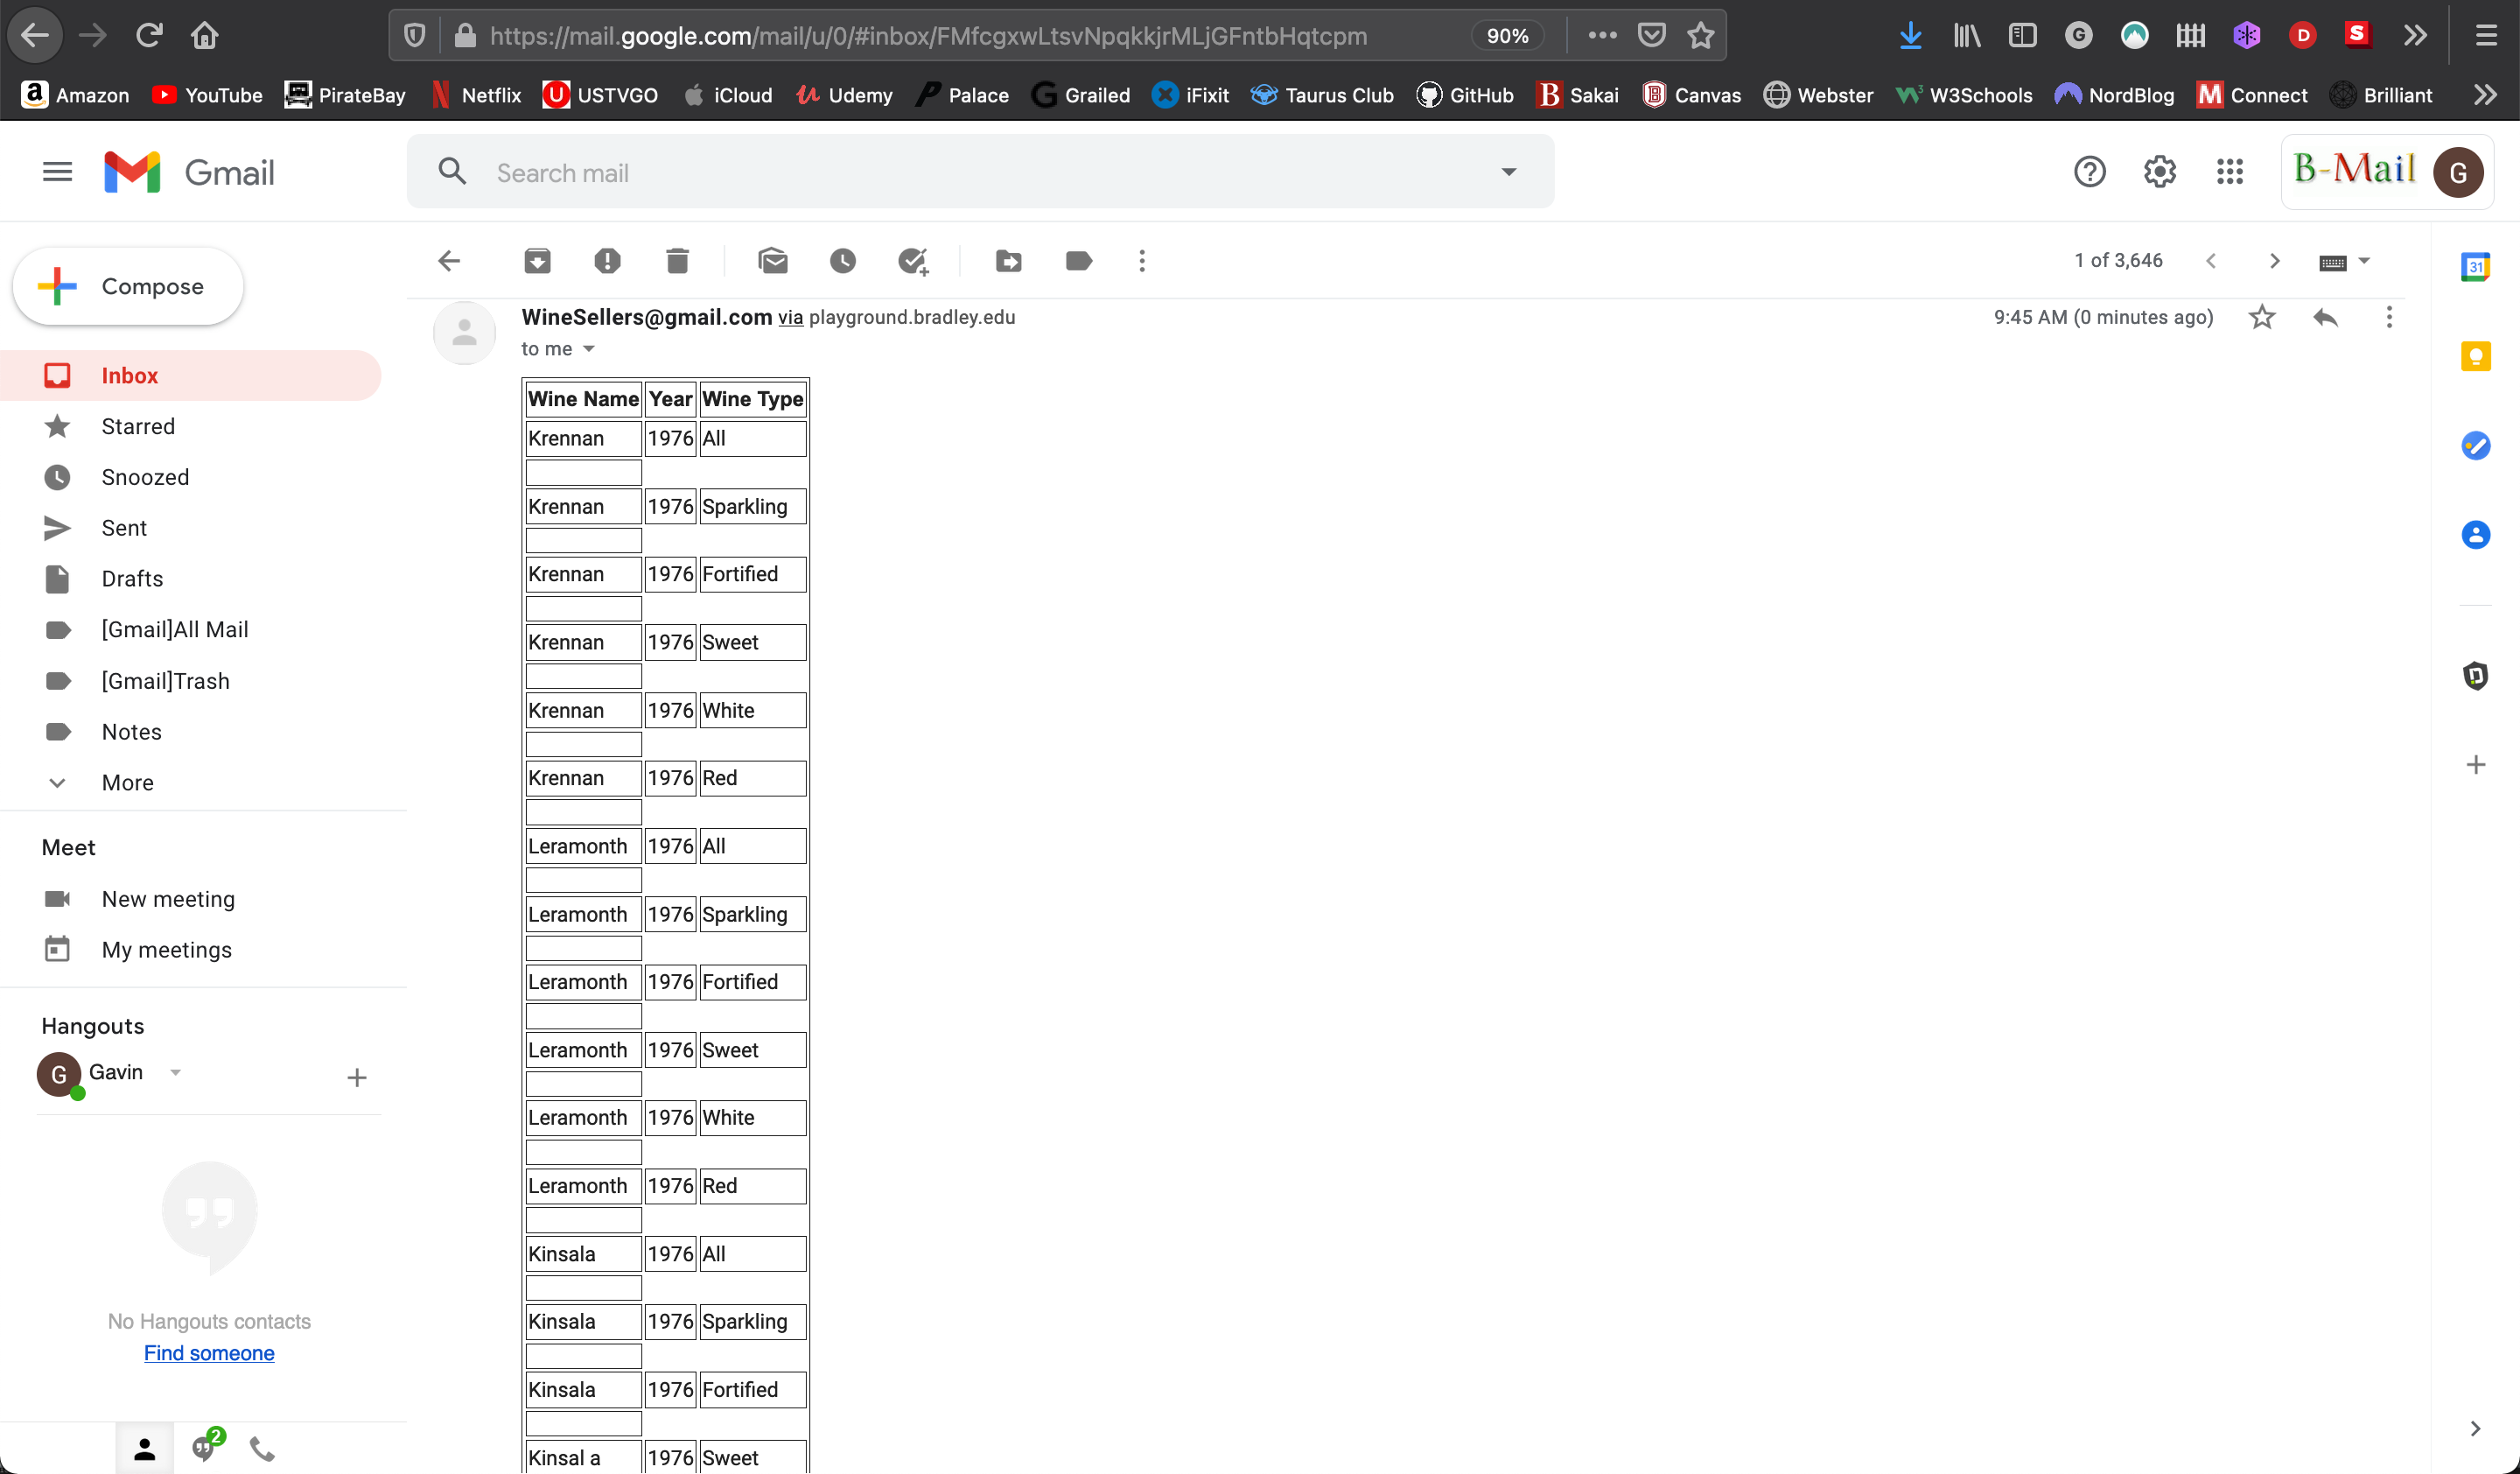 https://mail.google.com/mail/u/0/#inbox/FMfcgxwLtsvNpqkkjrMLjGFntbHqtcpm 90%
Amazon YouTube PirateBay Netflix USTVGO iCloud Udemy Palace Grailed iFixit Taurus Club GitHub Sakai Canvas Webster W3Schools NordBlog Connect Brilliant
Gmail
Search mail
B-Mail G
Compose
Inbox
Starred
Snoozed
Sent
Drafts
[Gmail]All Mail
[Gmail]Trash
Notes
More
Meet
New meeting
My meetings
Hangouts
G Gavin
No Hangouts contacts
Find someone
2
1 of 3,646
WineSellers@gmail.com via playground.bradley.edu
9:45 AM (0 minutes ago)
to me
Wine Name Year Wine Type
Krennan 1976 All
Krennan 1976 Sparkling
Krennan 1976 Fortified
Krennan 1976 Sweet
Krennan 1976 White
Krennan 1976 Red
Leramonth 1976 All
Leramonth 1976 Sparkling
Leramonth 1976 Fortified
Leramonth 1976 Sweet
Leramonth 1976 White
Leramonth 1976 Red
Kinsala 1976 All
Kinsala 1976 Sparkling
Kinsala 1976 Fortified
Kinsal a 1976 Sweet
31